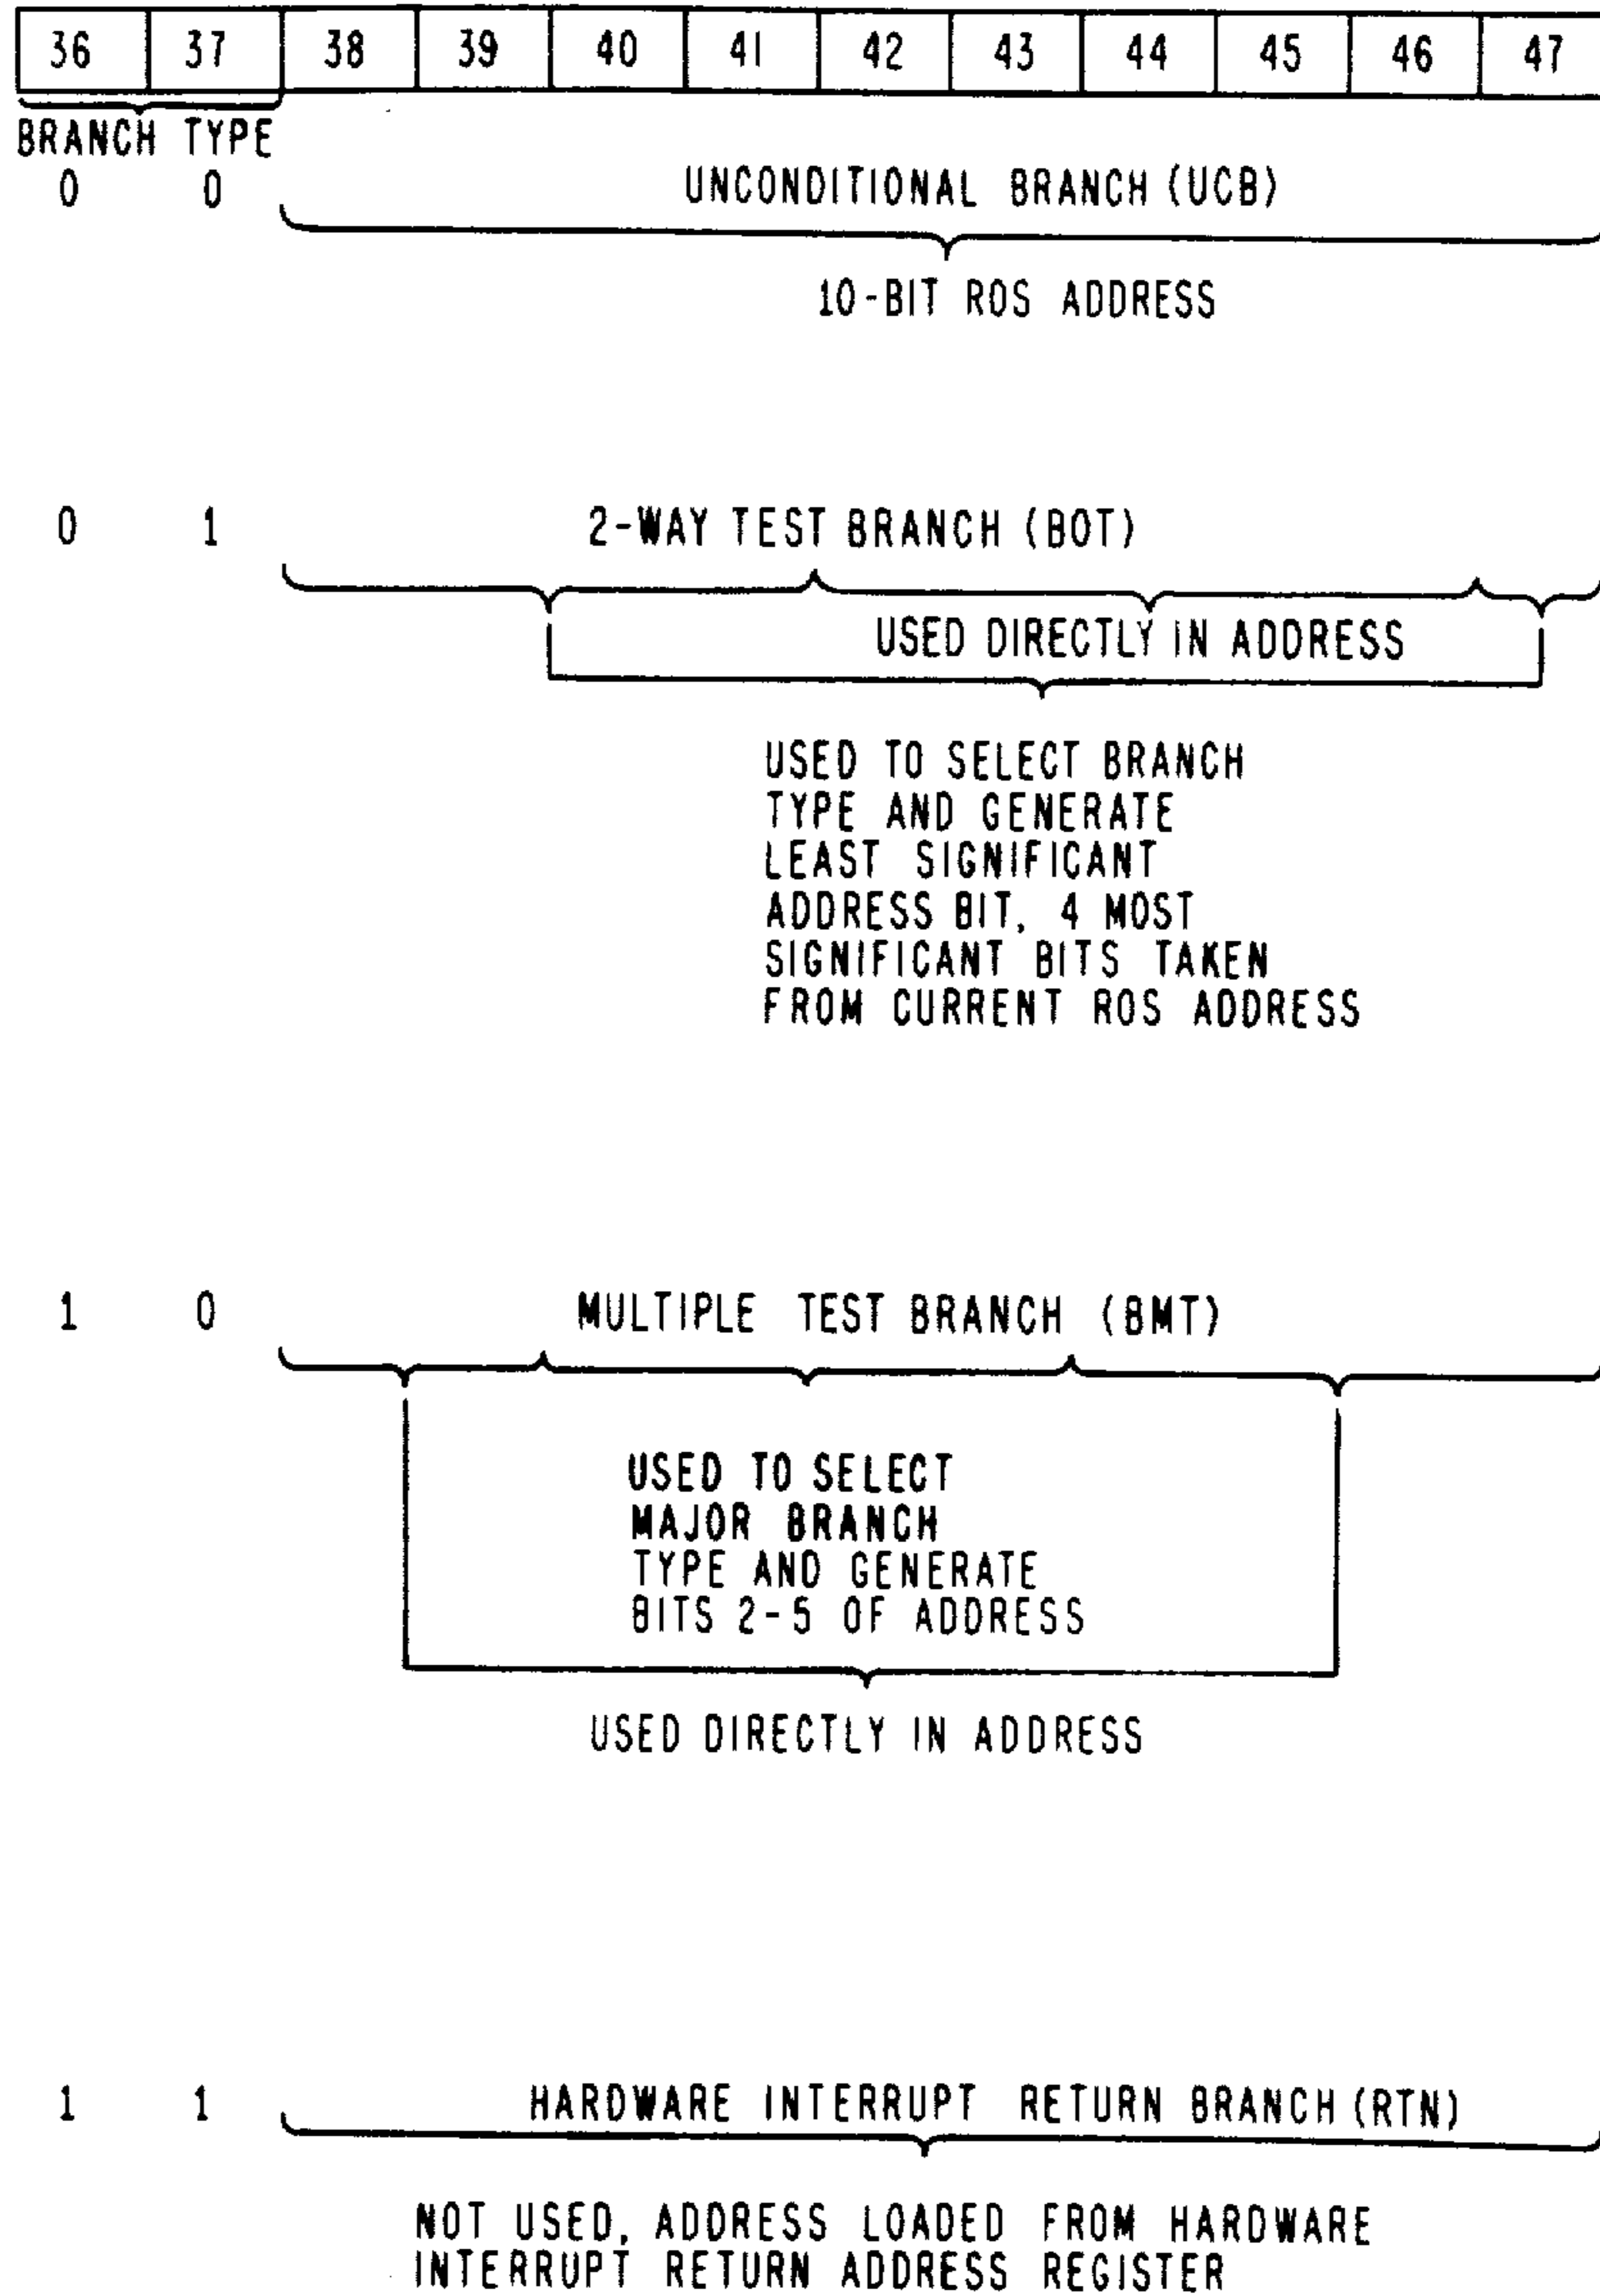 36 37 38 39 40 41 42 43 44 45 46 47
BRANCH TYPE
0 0 UNCONDITIONAL BRANCH (UCB)
10-BIT ROS ADDRESS
0 1 2-WAY TEST BRANCH (BOT)
USED DIRECTLY IN ADDRESS
USED TO SELECT BRANCH
TYPE AND GENERATE
LEAST SIGNIFICANT
ADDRESS BIT, 4 MOST
SIGNIFICANT BITS TAKEN
FROM CURRENT ROS ADDRESS
1 0 MULTIPLE TEST BRANCH (BMT)
USED TO SELECT
MAJOR BRANCH
TYPE AND GENERATE
BITS 2-5 OF ADDRESS
USED DIRECTLY IN ADDRESS
1 1 HARDWARE INTERRUPT RETURN BRANCH (RTN)
NOT USED, ADDRESS LOADED FROM HARDWARE
INTERRUPT RETURN ADDRESS REGISTER